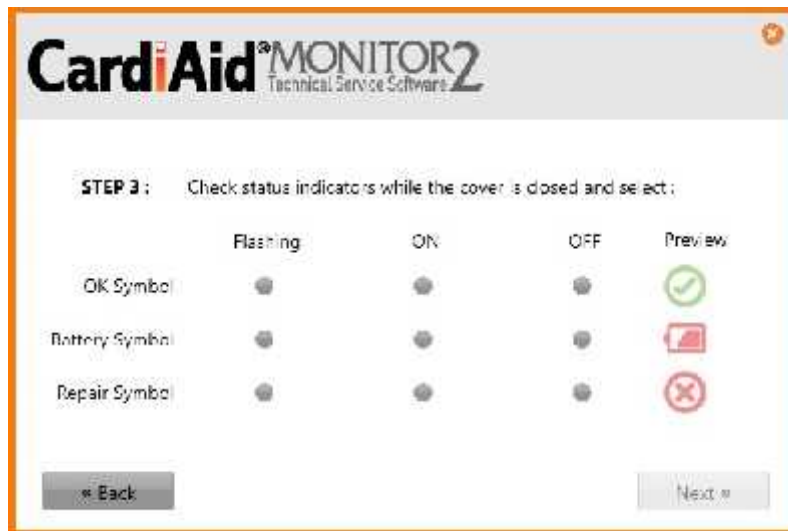 CardiAid® MONITOR2
Technical Service Software
STEP 3 : Check status indicators while the cover is closed and select :
Flashing ON OFF Preview
OK Symbol
Battery Symbol
Repair Symbol
« Back Next »